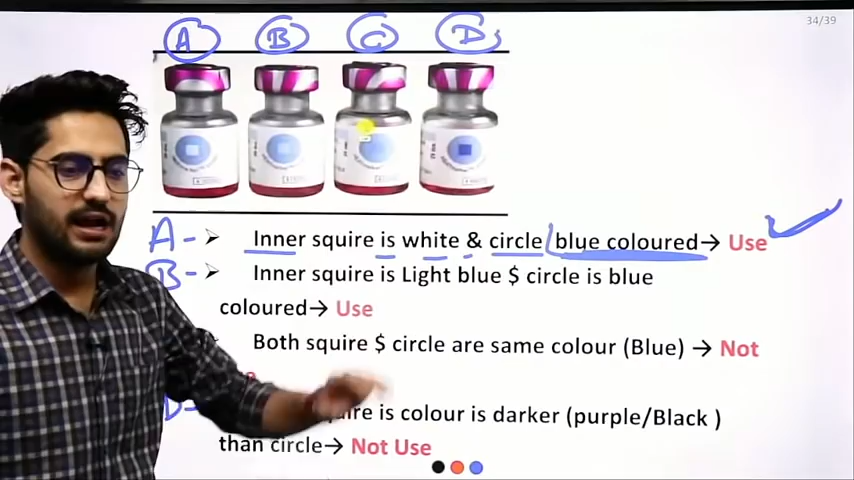 34/39
A B C D
A- ➢ Inner squire is white & circle blue coloured→ Use
B- ➢ Inner squire is Light blue $ circle is blue
coloured→ Use
Both squire $ circle are same colour (Blue) → Not
D- squire is colour is darker (purple/Black )
than circle→ Not Use